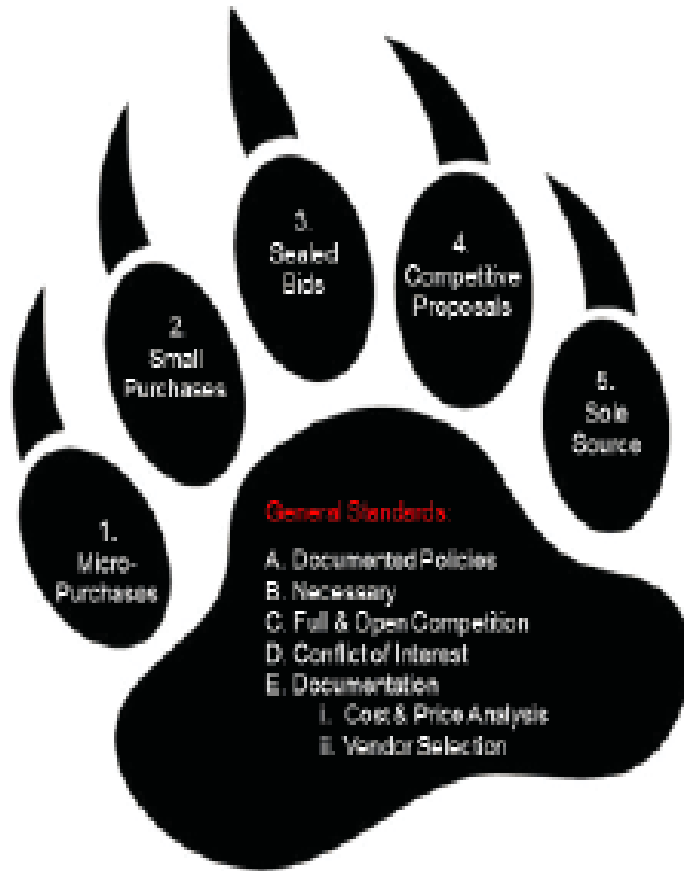 1.
Micro-
Purchases
2.
Small
Purchases
3.
Sealed
Bids
4.
Competitive
Proposals
5.
Sole
Source
General Standards:
A. Documented Policies
B. Necessary
C. Full & Open Competition
D. Conflict of Interest
E. Documentation
i. Cost & Price Analysis
ii. Vendor Selection